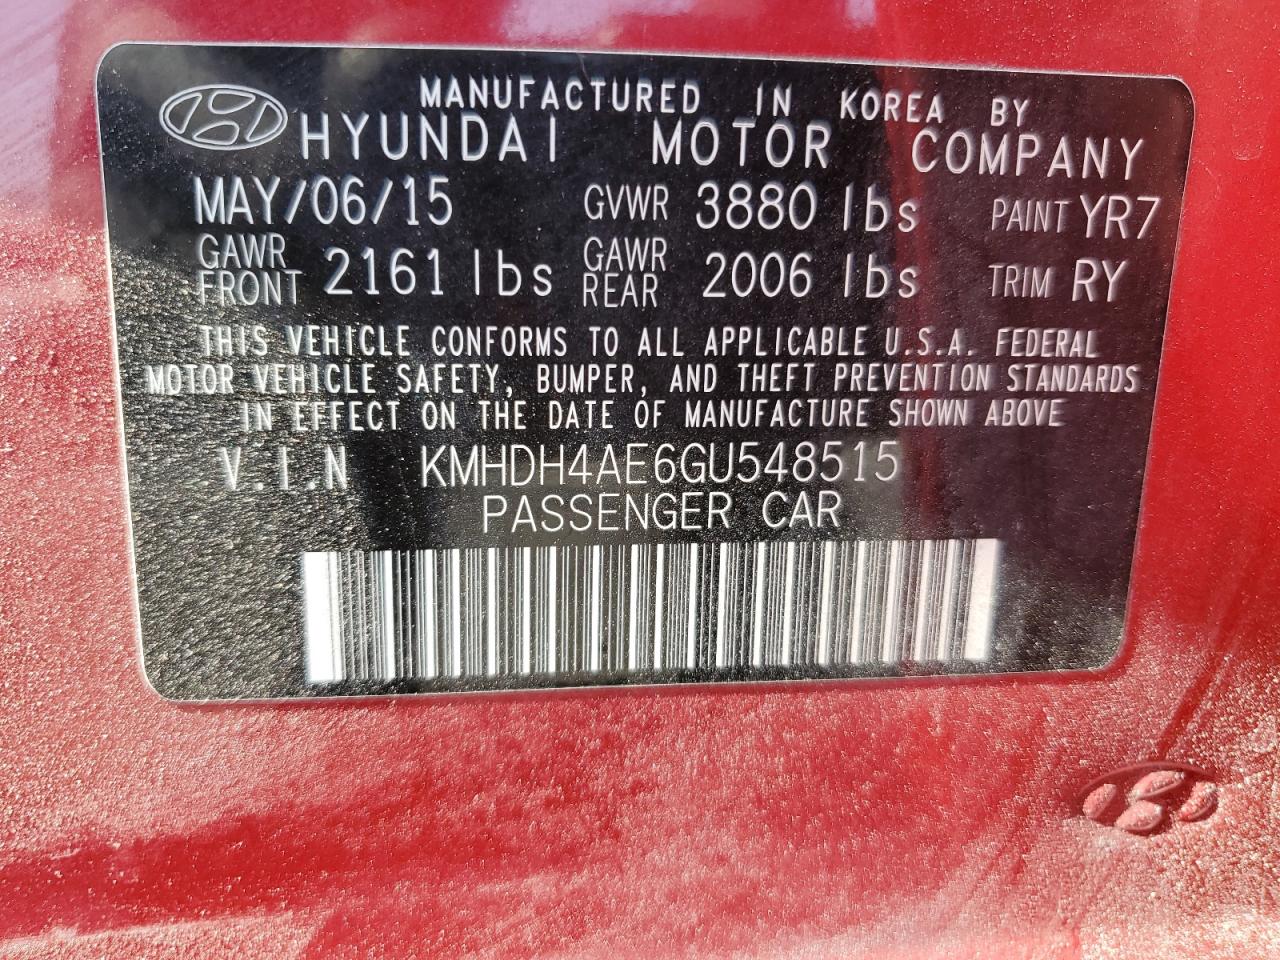 MANUFACTURED IN KOREA BY
HYUNDAI MOTOR COMPANY
MAY/06/15 GVWR 3880 lbs PAINT YR7
GAWR FRONT 2161 lbs GAWR REAR 2006 lbs TRIM RY
THIS VEHICLE CONFORMS TO ALL APPLICABLE U.S.A. FEDERAL
MOTOR VEHICLE SAFETY, BUMPER, AND THEFT PREVENTION STANDARDS
IN EFFECT ON THE DATE OF MANUFACTURE SHOWN ABOVE
V.I.N KMHDH4AE6GU548515
PASSENGER CAR